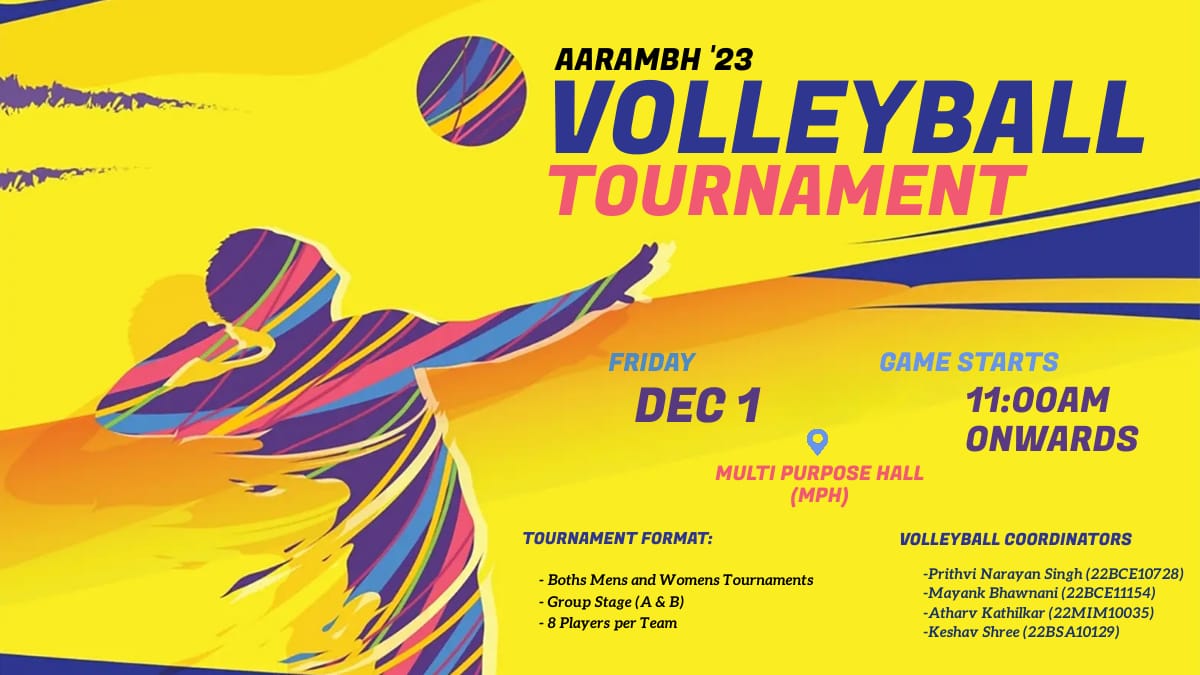 AARAMBH '23
VOLLEYBALL
TOURNAMENT
FRIDAY
DEC 1
GAME STARTS
11:00AM
ONWARDS
MULTI PURPOSE HALL
(MPH)
TOURNAMENT FORMAT:
- Boths Mens and Womens Tournaments
- Group Stage (A & B)
- 8 Players per Team
VOLLEYBALL COORDINATORS
-Prithvi Narayan Singh (22BCE10728)
-Mayank Bhawnani (22BCE11154)
-Atharv Kathilkar (22MIM10035)
-Keshav Shree (22BSA10129)